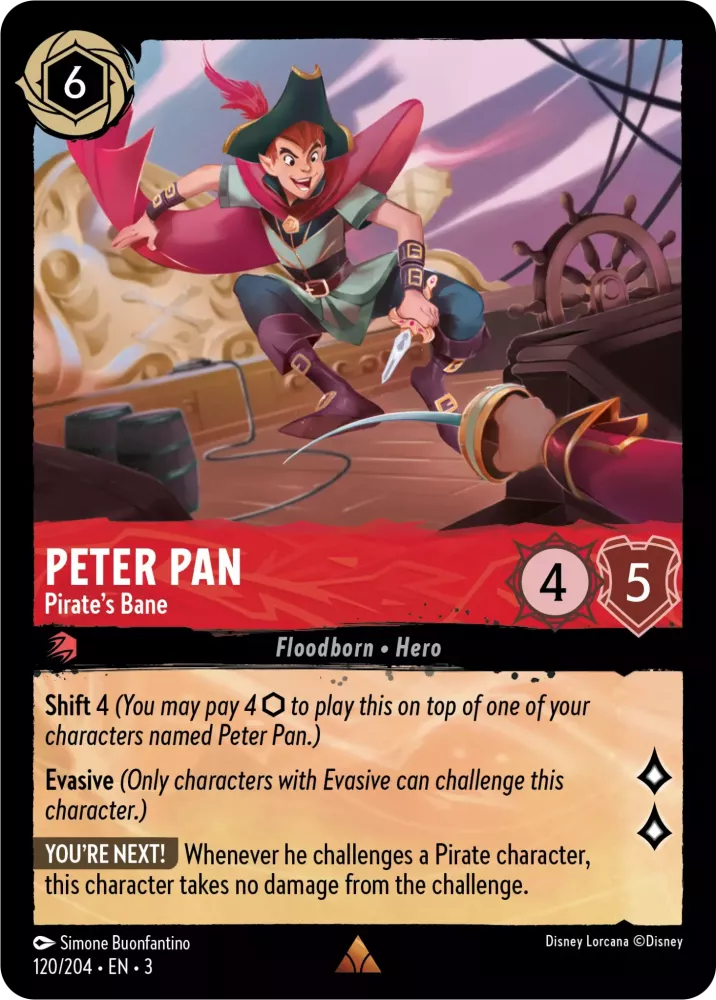 6
PETER PAN
Pirate's Bane
4
5
Floodborn • Hero
Shift 4 (You may pay 4 ⬡ to play this on top of one of your
characters named Peter Pan.)
Evasive (Only characters with Evasive can challenge this
character.)
YOU'RE NEXT! Whenever he challenges a Pirate character,
this character takes no damage from the challenge.
Simone Buonfantino
120/204 • EN • 3
Disney Lorcana ©Disney